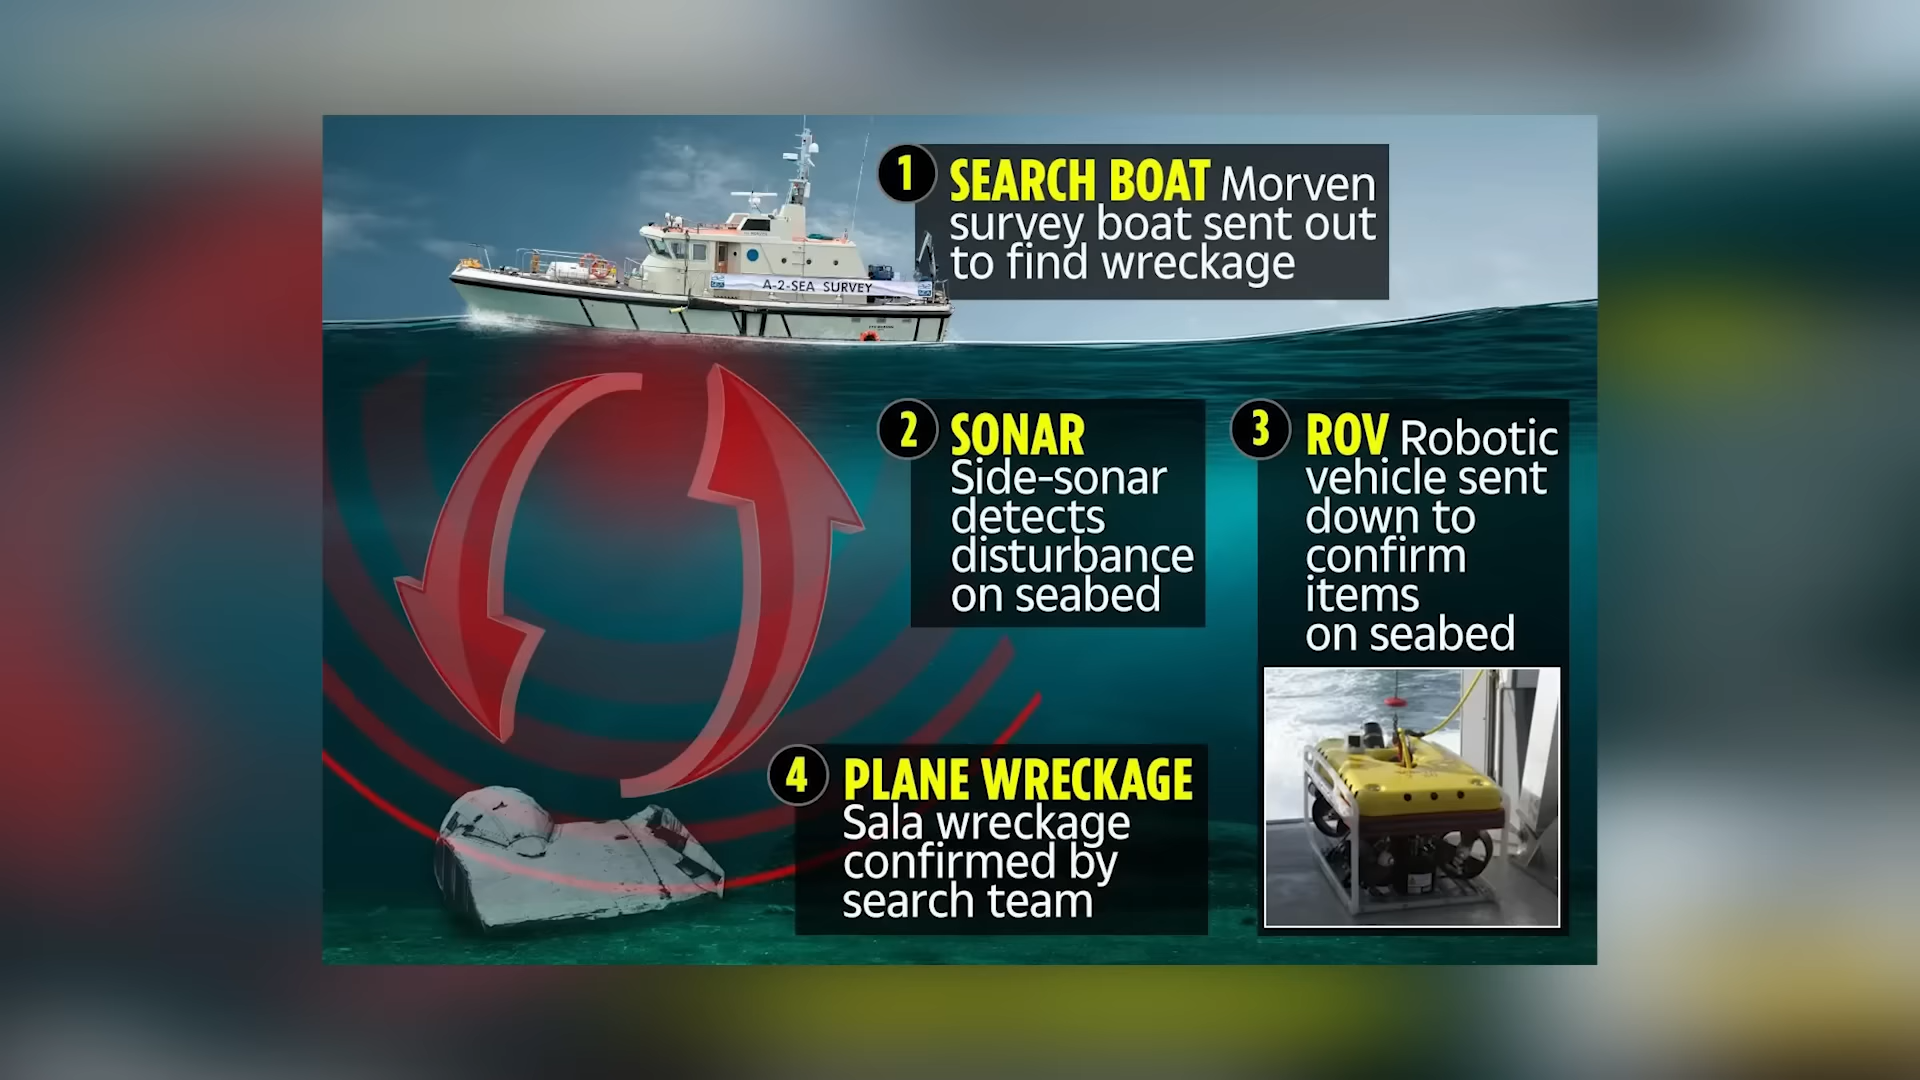 1 SEARCH BOAT Morven
survey boat sent out
to find wreckage
A-2-SEA SURVEY
2 SONAR
Side-sonar
detects
disturbance
on seabed
3 ROV Robotic
vehicle sent
down to
confirm
items
on seabed
4 PLANE WRECKAGE
Sala wreckage
confirmed by
search team